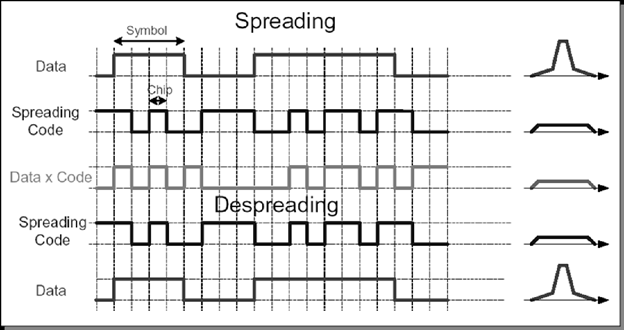 Spreading
Symbol
Data
Chip
Spreading
Code
Data x Code
Despreading
Spreading
Code
Data